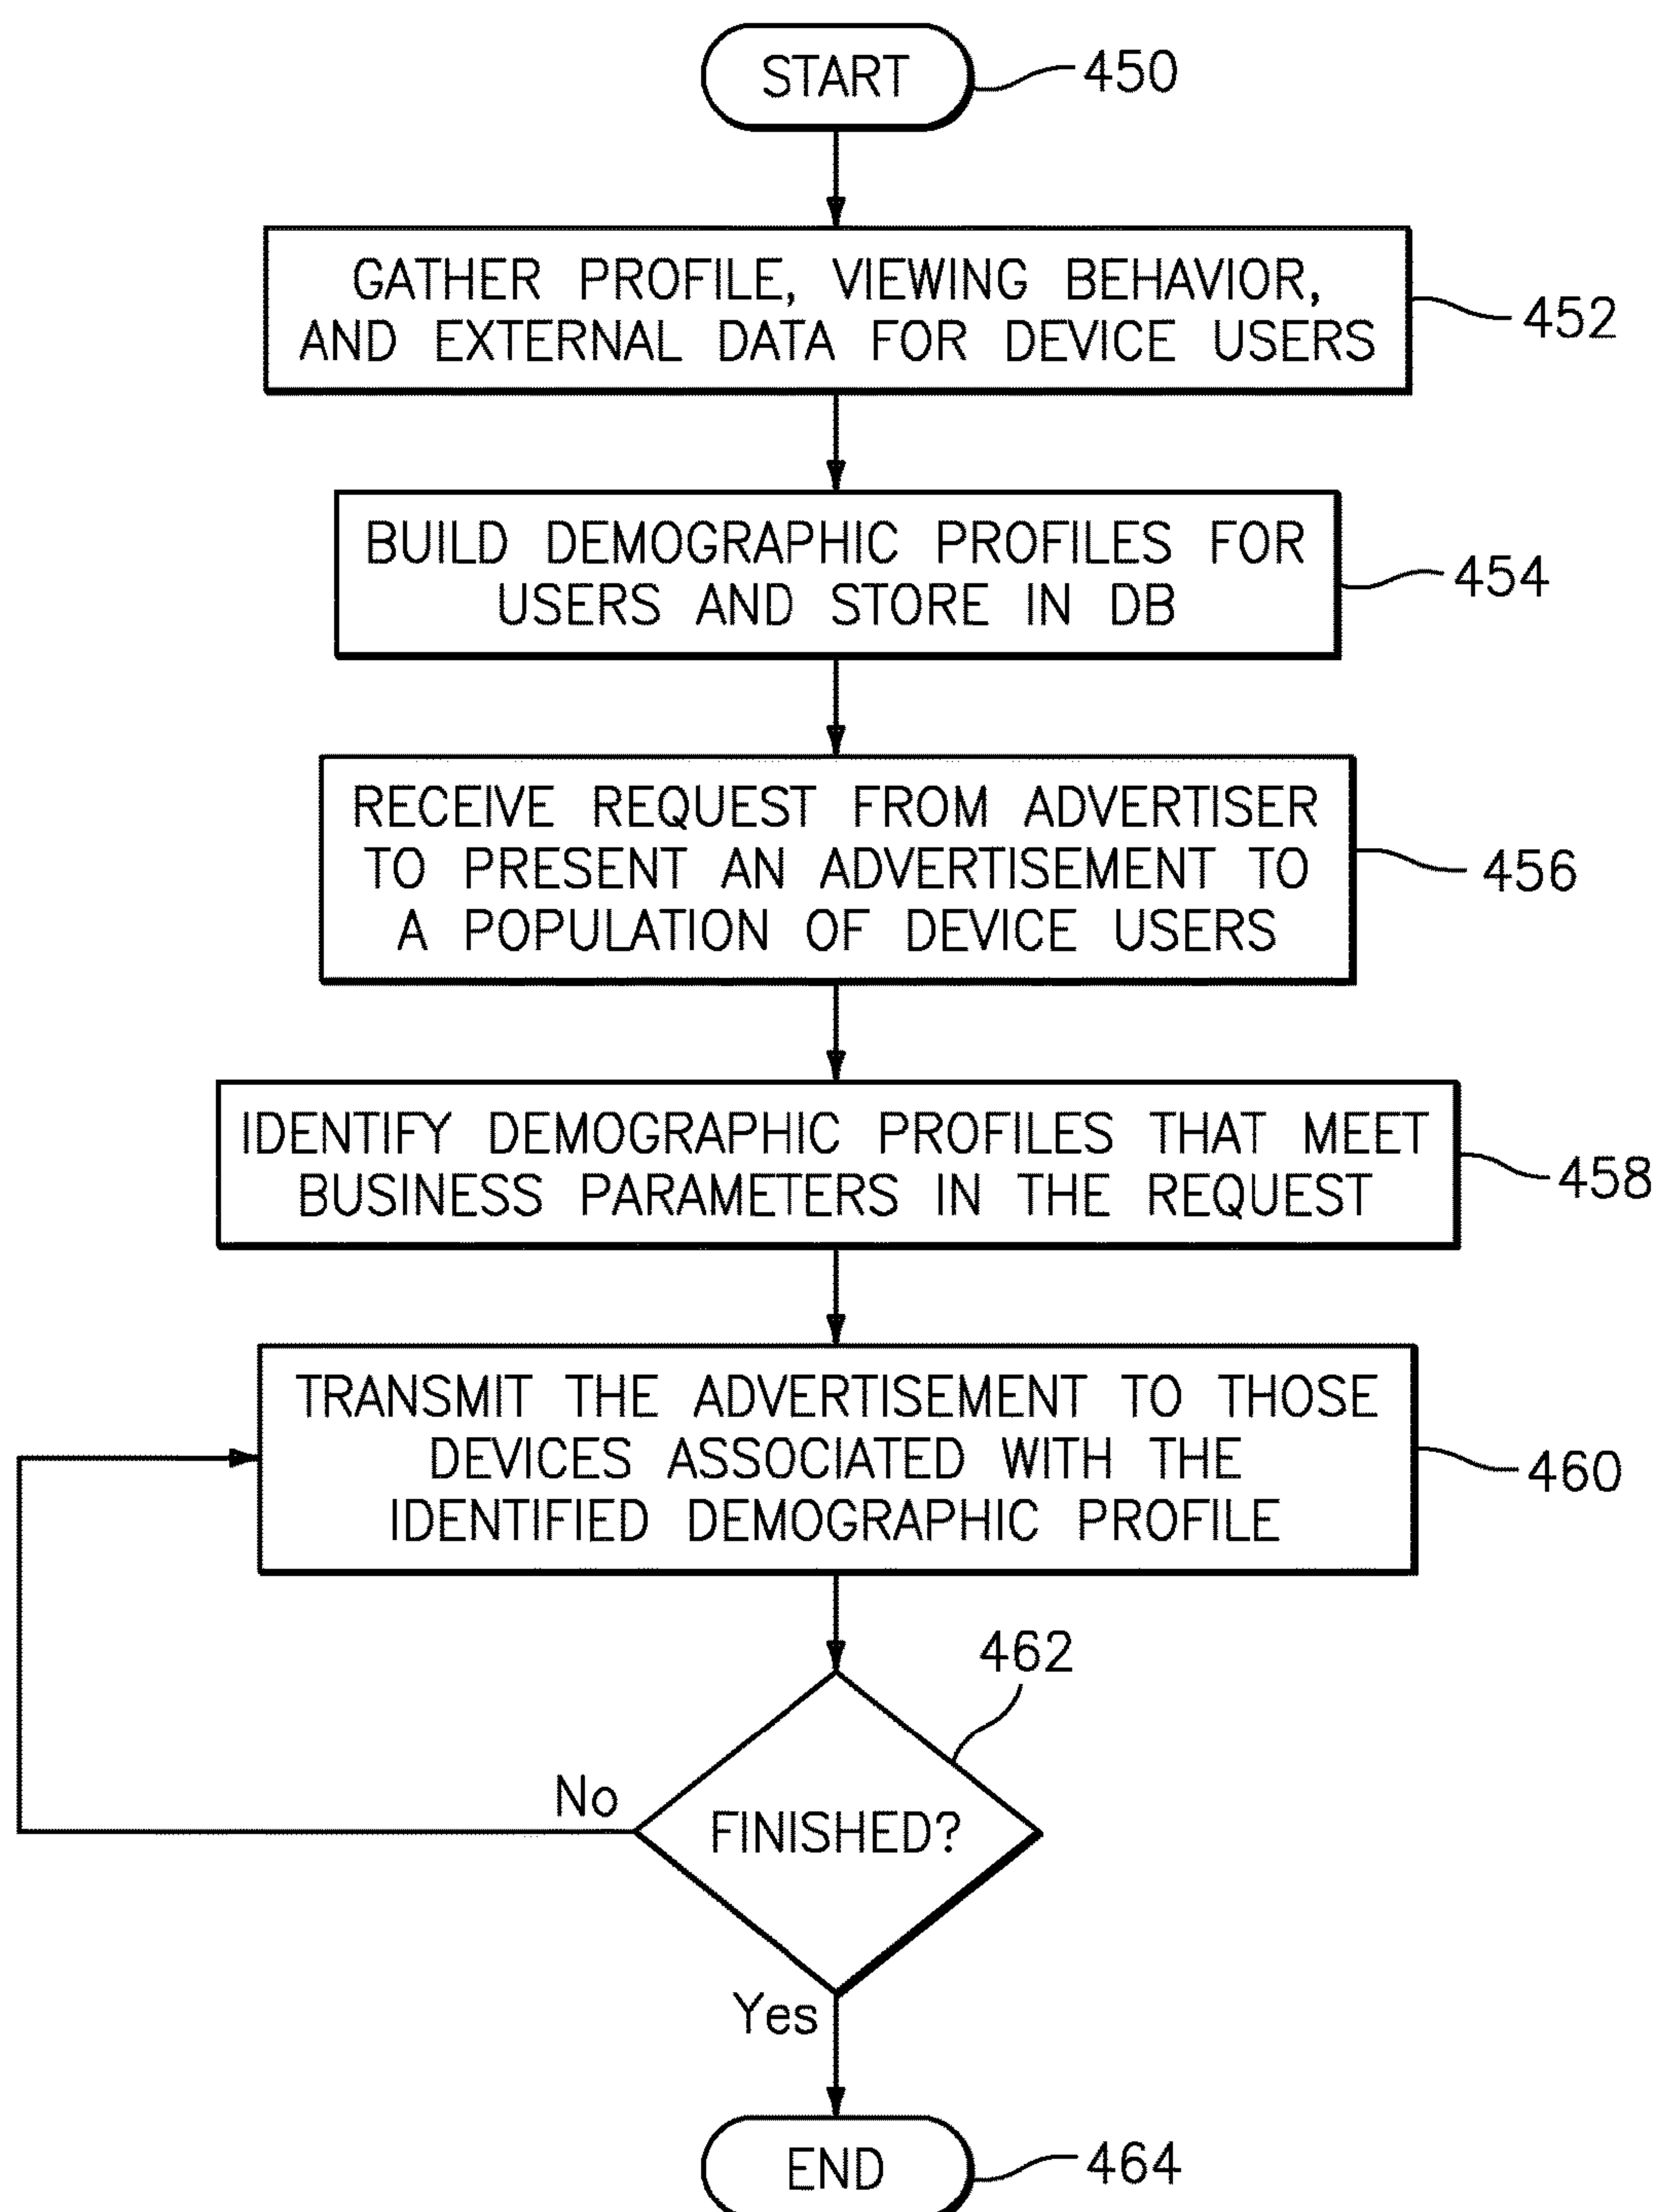 START
450
GATHER PROFILE, VIEWING BEHAVIOR,
AND EXTERNAL DATA FOR DEVICE USERS
452
BUILD DEMOGRAPHIC PROFILES FOR
USERS AND STORE IN DB
454
RECEIVE REQUEST FROM ADVERTISER
TO PRESENT AN ADVERTISEMENT TO
A POPULATION OF DEVICE USERS
456
IDENTIFY DEMOGRAPHIC PROFILES THAT MEET
BUSINESS PARAMETERS IN THE REQUEST
458
TRANSMIT THE ADVERTISEMENT TO THOSE
DEVICES ASSOCIATED WITH THE
IDENTIFIED DEMOGRAPHIC PROFILE
460
462
No
FINISHED?
Yes
END
464